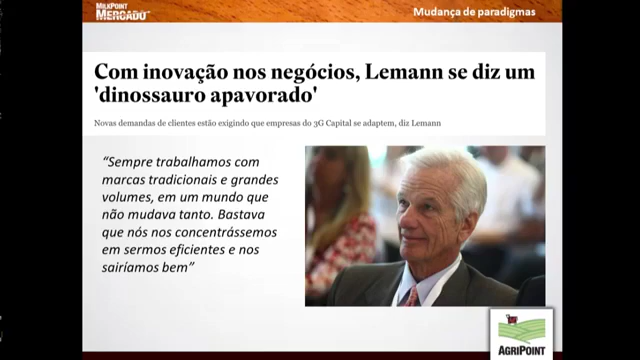 MILKPOINT
MERCADO
Mudança de paradigmas
Com inovação nos negócios, Lemann se diz um
'dinossauro apavorado'
Novas demandas de clientes estão exigindo que empresas do 3G Capital se adaptem, diz Lemann
“Sempre trabalhamos com
marcas tradicionais e grandes
volumes, em um mundo que
não mudava tanto. Bastava
que nós nos concentrássemos
em sermos eficientes e nos
sairíamos bem”
AGRIPOINT